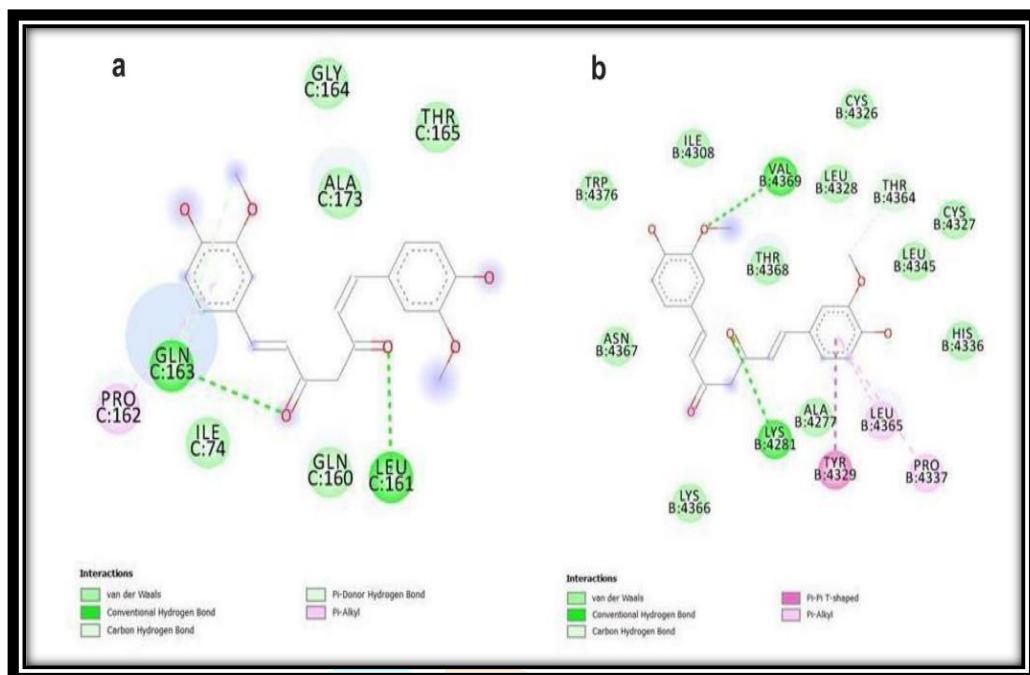 a
GLY
C:164
THR
C:165
ALA
C:173
O
O
O
O
GLN
C:163
PRO
C:162
ILE
C:74
O
O
GLN
C:160
LEU
C:161
Interactions
van der Waals
Conventional Hydrogen Bond
Carbon Hydrogen Bond
Pi-Donor Hydrogen Bond
Pi-Alkyl
b
CYS
B:4326
ILE
B:4308
VAL
B:4369
LEU
B:4328
THR
B:4364
TRP
B:4376
CYS
B:4327
O
O
THR
B:4368
LEU
B:4345
O
O
ASN
B:4367
O
HIS
B:4336
O
ALA
B:4277
LEU
B:4365
LYS
B:4281
TYR
B:4329
PRO
B:4337
LYS
B:4366
Interactions
van der Waals
Conventional Hydrogen Bond
Carbon Hydrogen Bond
Pi-Pi T-shaped
Pi-Alkyl